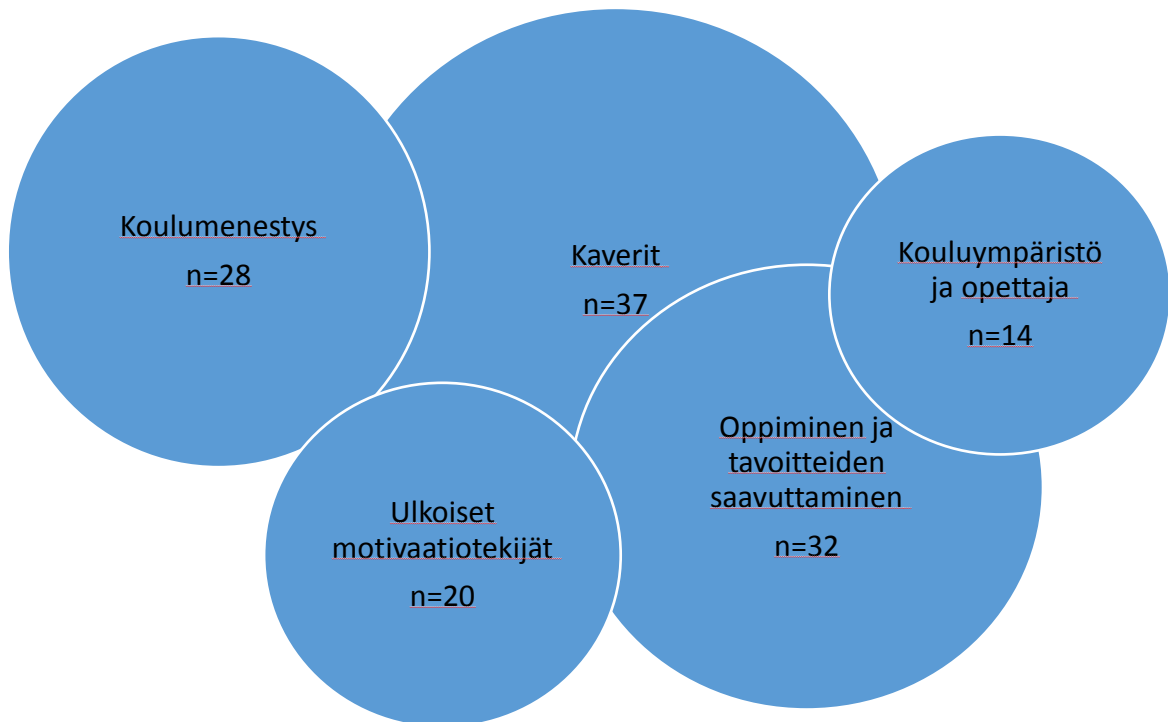 Koulumenestys
n=28
Kaverit
n=37
Kouluympäristö
ja opettaja
n=14
Oppiminen ja
tavoitteiden
saavuttaminen
n=32
Ulkoiset
motivaatiotekijät
n=20